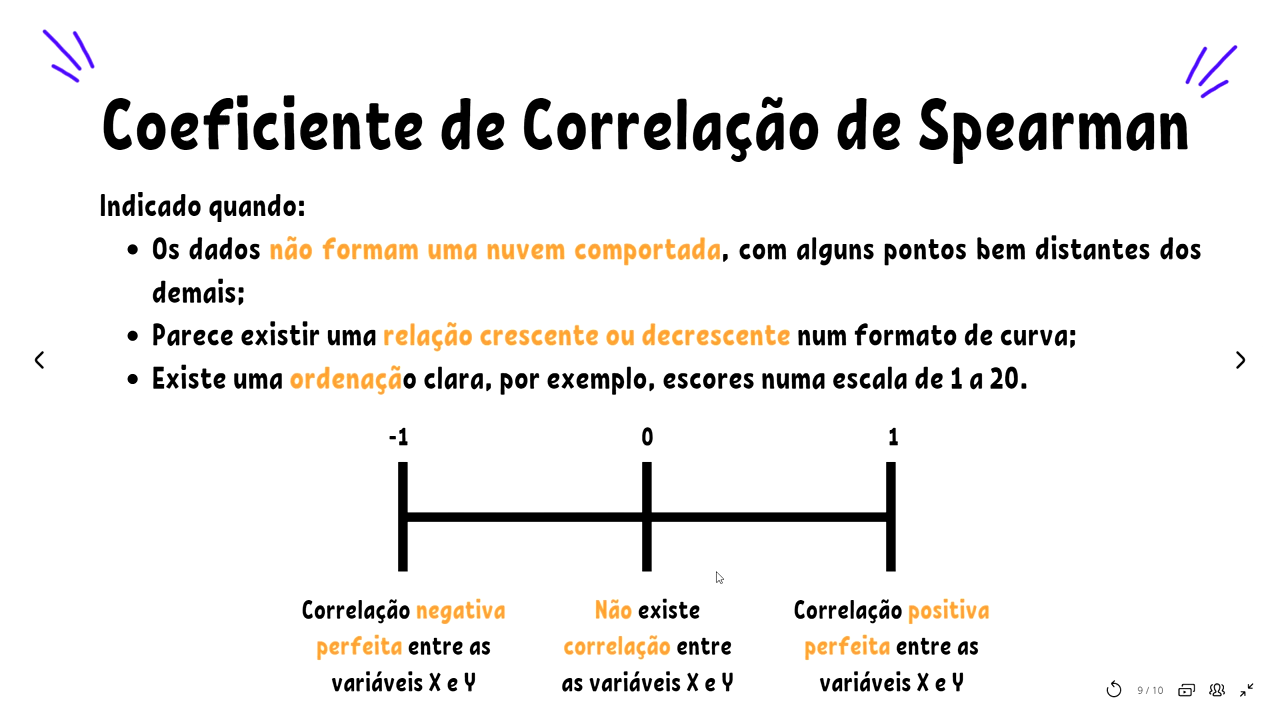 Coeficiente de Correlação de Spearman
Indicado quando:
• Os dados não formam uma nuvem comportada, com alguns pontos bem distantes dos
demais;
• Parece existir uma relação crescente ou decrescente num formato de curva;
• Existe uma ordenação clara, por exemplo, escores numa escala de 1 a 20.
-1 0 1
Correlação negativa
perfeita entre as
variáveis X e Y
Não existe
correlação entre
as variáveis X e Y
Correlação positiva
perfeita entre as
variáveis X e Y
9 / 10